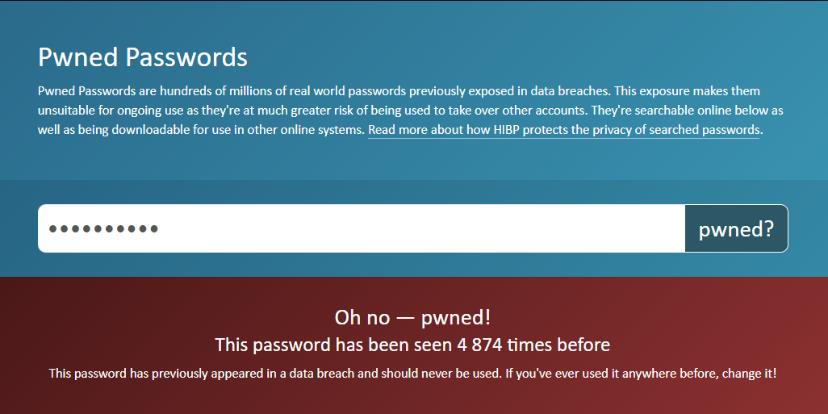 Pwned Passwords
Pwned Passwords are hundreds of millions of real world passwords previously exposed in data breaches. This exposure makes them
unsuitable for ongoing use as they're at much greater risk of being used to take over other accounts. They're searchable online below as
well as being downloadable for use in other online systems. Read more about how HIBP protects the privacy of searched passwords.
●●●●●●●●●●
pwned?
Oh no — pwned!
This password has been seen 4 874 times before
This password has previously appeared in a data breach and should never be used. If you've ever used it anywhere before, change it!